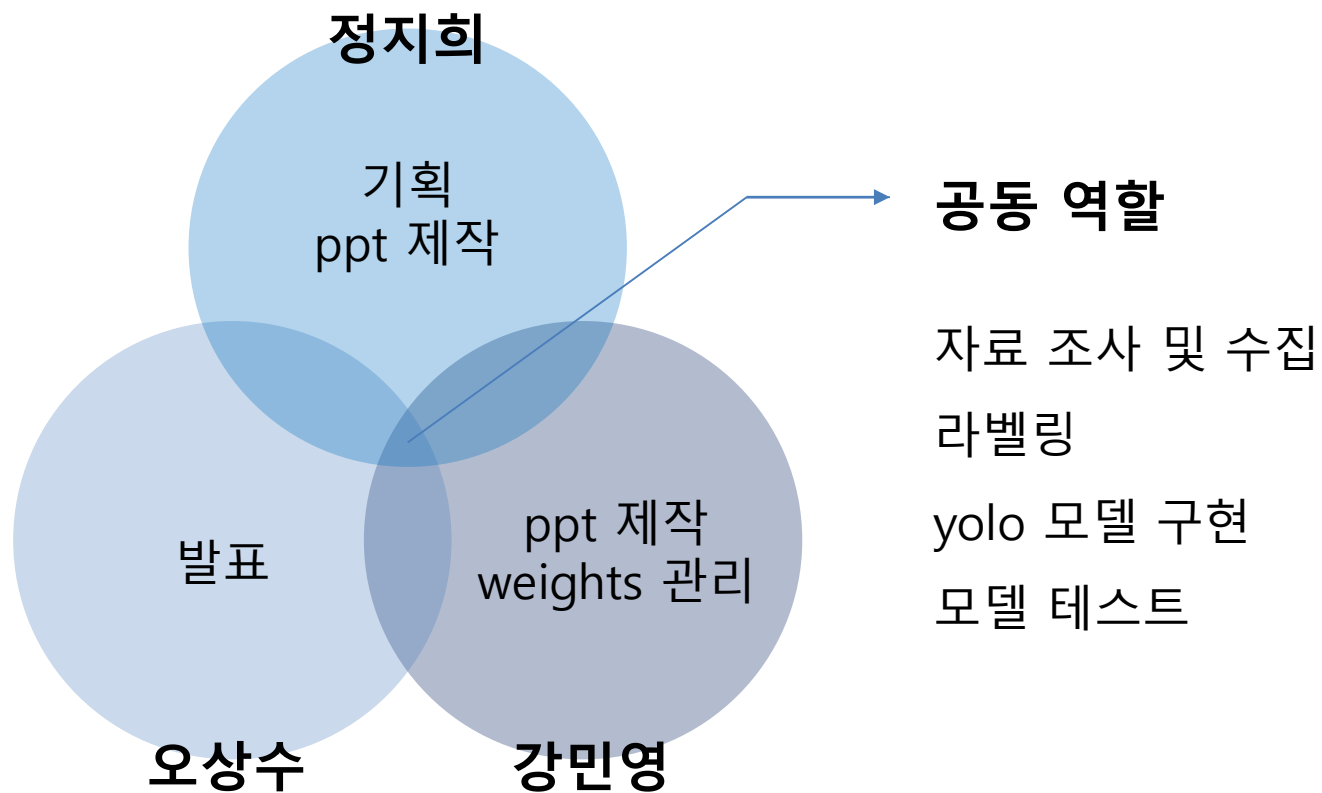 정지희
기획
ppt 제작
공동 역할
자료 조사 및 수집
라벨링
yolo 모델 구현
모델 테스트
발표
ppt 제작
weights 관리
오상수
강민영